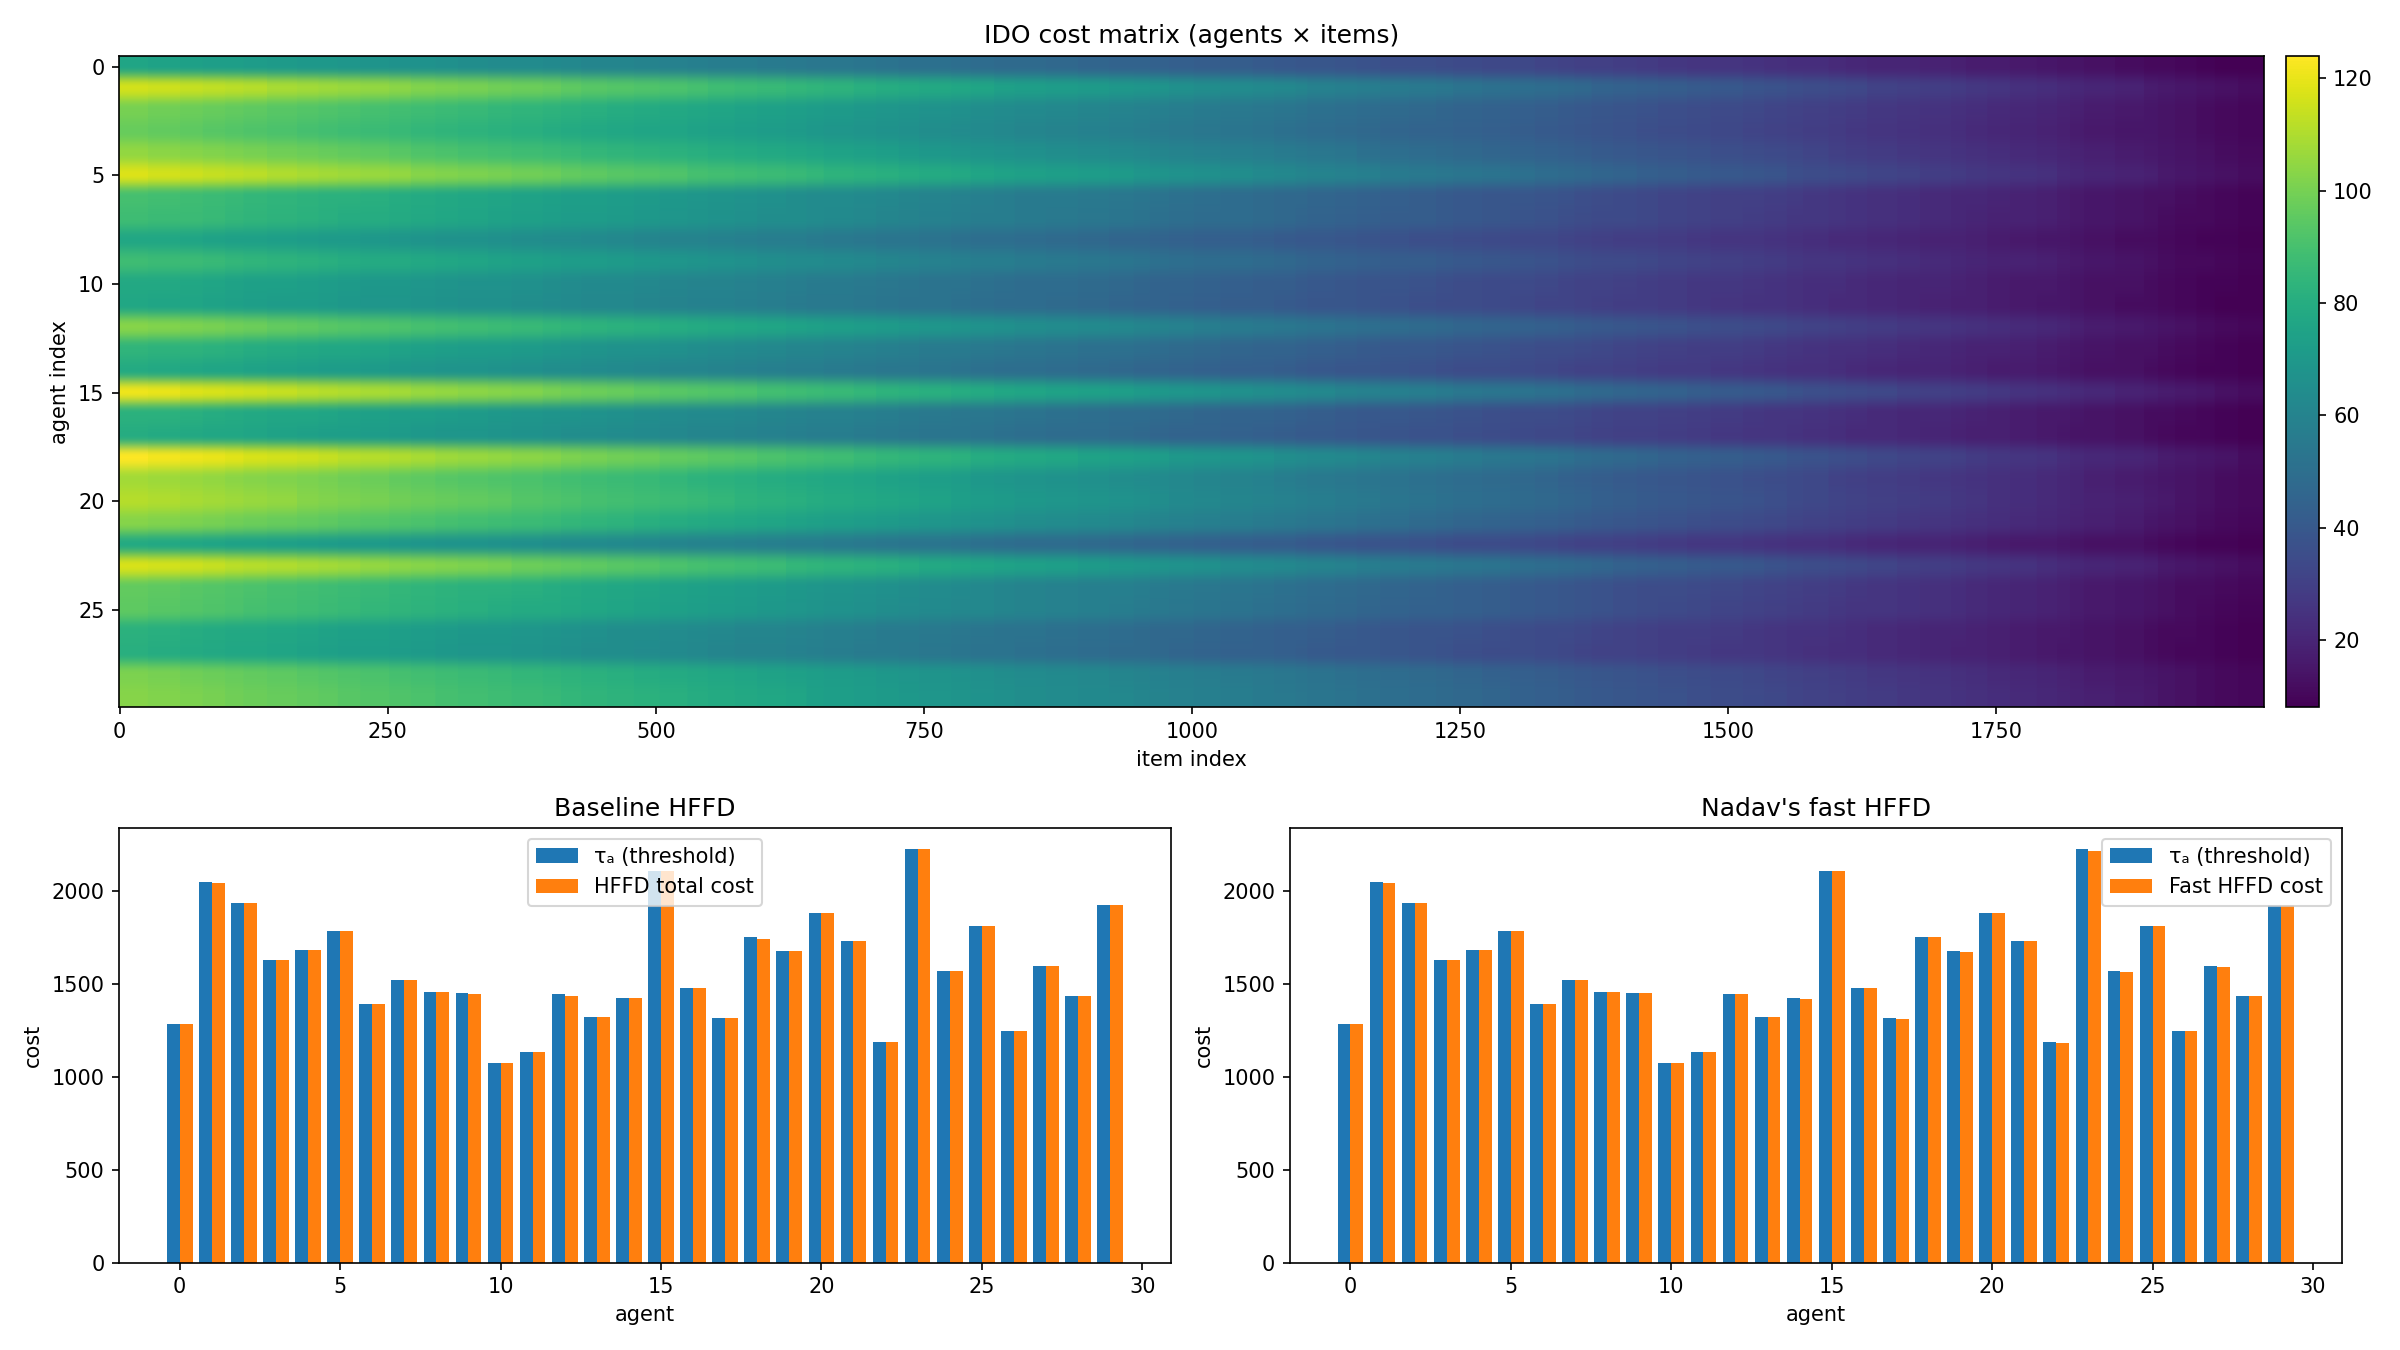 IDO cost matrix (agents × items)
0
5
10
15
20
25
agent index
0 250 500 750 1000 1250 1500 1750
item index
120
100
80
60
40
20
Baseline HFFD
τₐ (threshold)
HFFD total cost
2000
1500
1000
500
0
cost
0 5 10 15 20 25 30
agent
Nadav's fast HFFD
τₐ (threshold)
Fast HFFD cost
2000
1500
1000
500
0
cost
0 5 10 15 20 25 30
agent